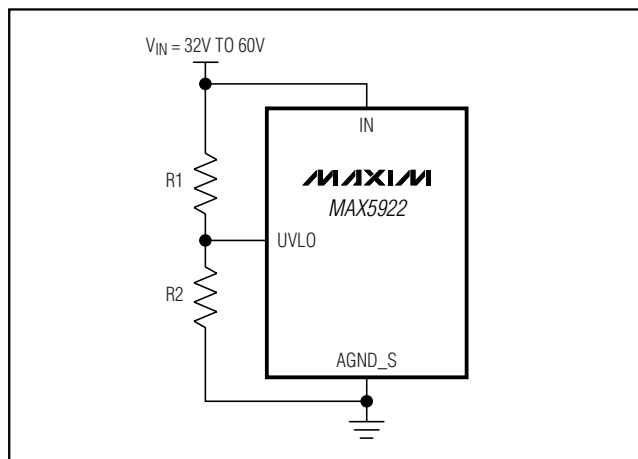 VIN = 32V TO 60V
IN
R1
MAXIM
MAX5922
UVLO
R2
AGND_S